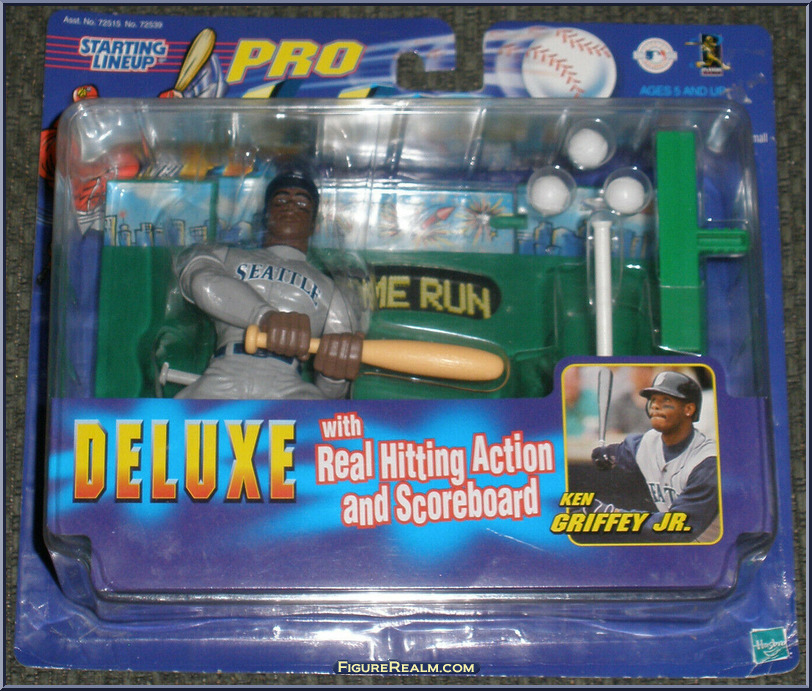 Asst. No. 72515 No. 72539
STARTING
LINEUP
PRO
AGES 5 AND UP
mall
SEATTLE
ME RUN
DELUXE
with
Real Hitting Action
and Scoreboard
KEN
GRIFFEY JR.
Hasbro
FIGUREREALM.COM